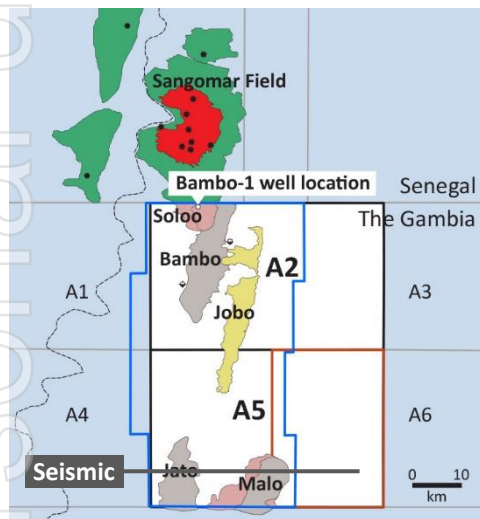 Sangomar Field
Bambo-1 well location
Senegal
The Gambia
Soloo
Bambo
A2
A1
A3
Jobo
A5
A4
A6
Seismic
Jato
Malo
0 10
km